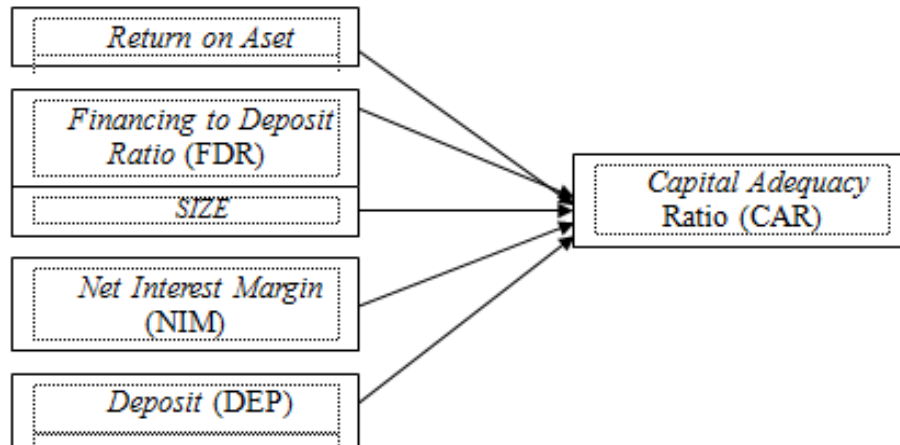 Return on Aset
Financing to Deposit
Ratio (FDR)
SIZE
Net Interest Margin
(NIM)
Deposit (DEP)
Capital Adequacy
Ratio (CAR)